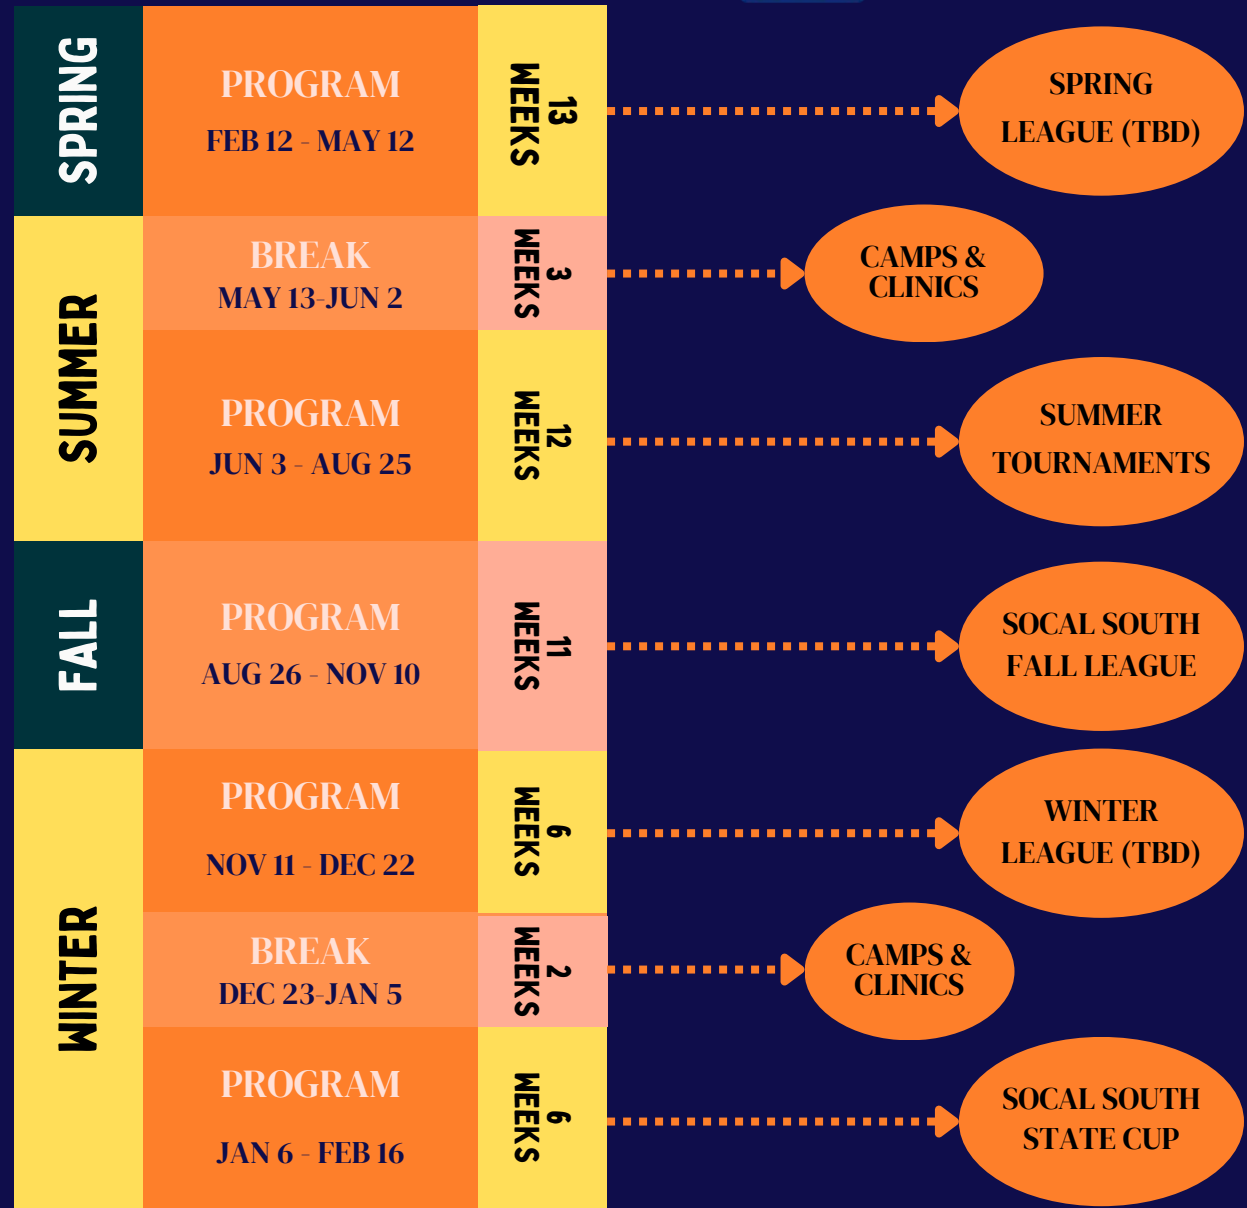 SPRING
PROGRAM
FEB 12 - MAY 12
13
WEEKS
SPRING
LEAGUE (TBD)
SUMMER
BREAK
MAY 13-JUN 2
3
WEEKS
CAMPS &
CLINICS
PROGRAM
JUN 3 - AUG 25
12
WEEKS
SUMMER
TOURNAMENTS
FALL
PROGRAM
AUG 26 - NOV 10
11
WEEKS
SOCAL SOUTH
FALL LEAGUE
WINTER
PROGRAM
NOV 11 - DEC 22
6
WEEKS
WINTER
LEAGUE (TBD)
BREAK
DEC 23-JAN 5
2
WEEKS
CAMPS &
CLINICS
PROGRAM
JAN 6 - FEB 16
6
WEEKS
SOCAL SOUTH
STATE CUP